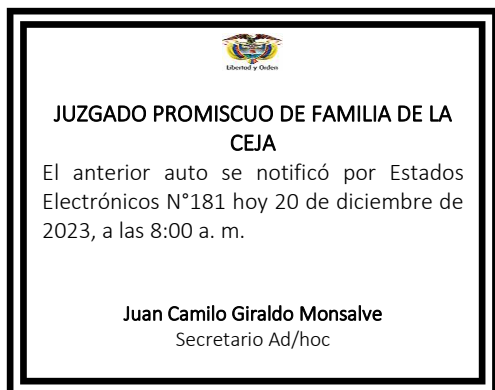 Libertad y Orden
JUZGADO PROMISCUO DE FAMILIA DE LA
CEJA
El anterior auto se notificó por Estados
Electrónicos N°181 hoy 20 de diciembre de
2023, a las 8:00 a. m.
Juan Camilo Giraldo Monsalve
Secretario Ad/hoc